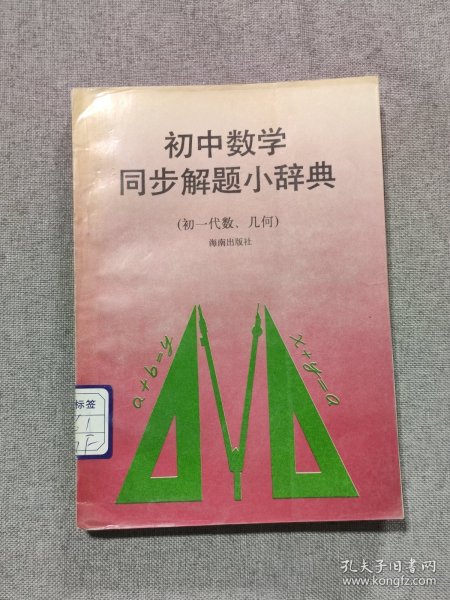 初中数学
同步解题小辞典
(初一代数、几何)
海南出版社
a+b=y
x+y=a
标签
1
孔夫子旧书网
www.kongfz.com